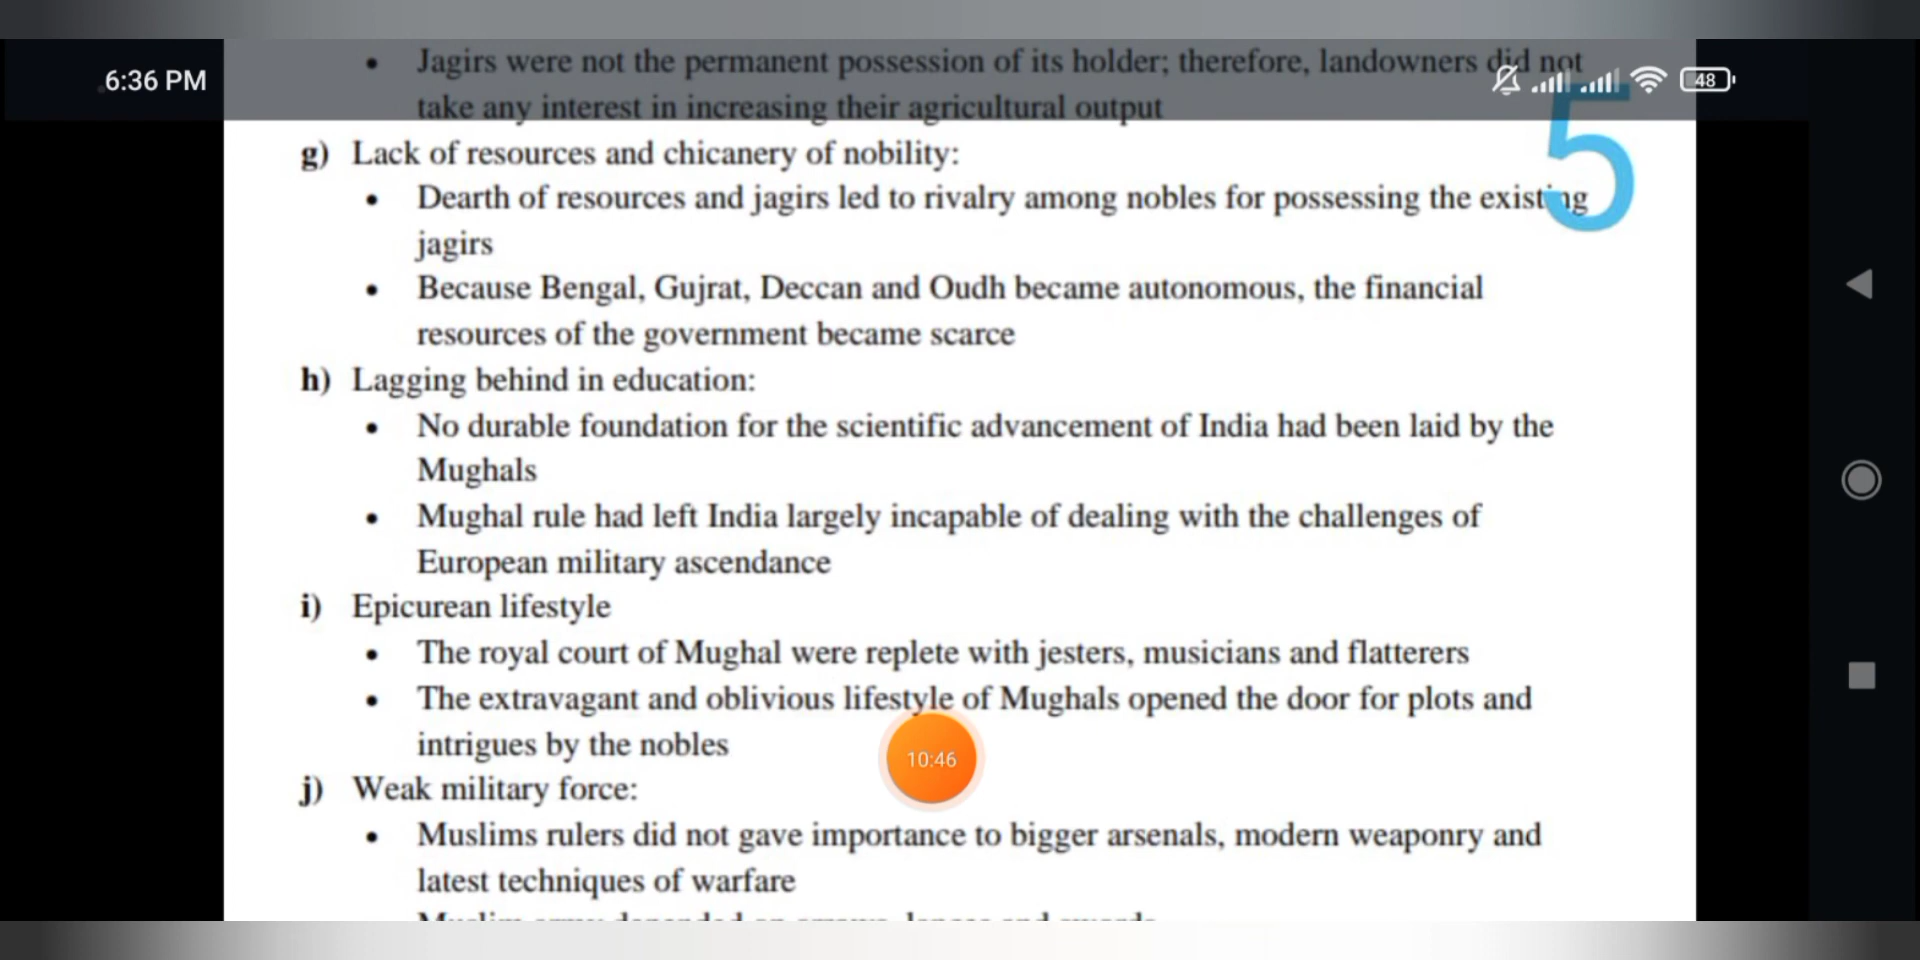 Jagirs were not the permanent possession of its holder; therefore, landowners did not
6:36 PM
48
take any interest in increasing their agricultural output
5
g) Lack of resources and chicanery of nobility:
• Dearth of resources and jagirs led to rivalry among nobles for possessing the existing
jagirs
• Because Bengal, Gujrat, Deccan and Oudh became autonomous, the financial
resources of the government became scarce
h) Lagging behind in education:
• No durable foundation for the scientific advancement of India had been laid by the
Mughals
• Mughal rule had left India largely incapable of dealing with the challenges of
European military ascendance
i) Epicurean lifestyle
• The royal court of Mughal were replete with jesters, musicians and flatterers
• The extravagant and oblivious lifestyle of Mughals opened the door for plots and
intrigues by the nobles
10:46
j) Weak military force:
• Muslims rulers did not gave importance to bigger arsenals, modern weaponry and
latest techniques of warfare